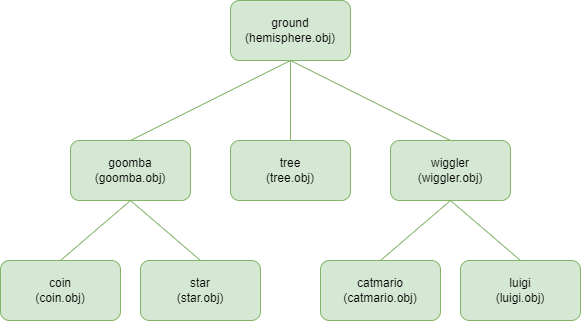 ground
(hemisphere.obj)
goomba
(goomba.obj)
tree
(tree.obj)
wiggler
(wiggler.obj)
coin
(coin.obj)
star
(star.obj)
catmario
(catmario.obj)
luigi
(luigi.obj)